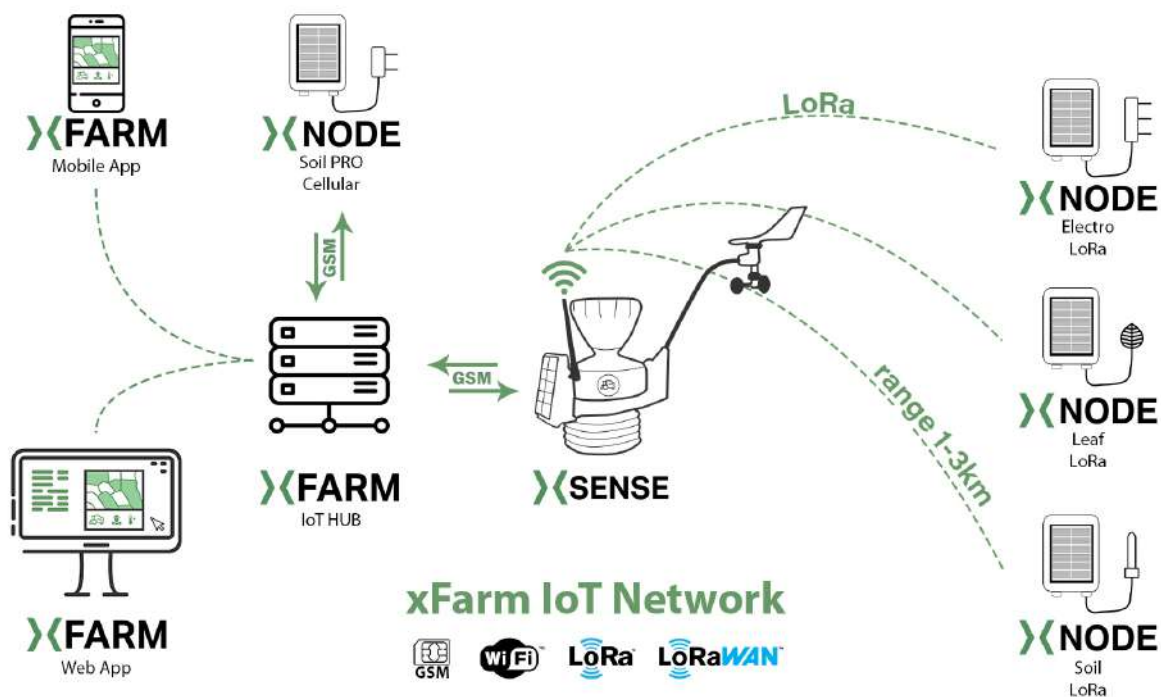 XFARM
Mobile App
XNODE
Soil PRO
Cellular
GSM
GSM
XFARM
IoT HUB
XFARM
Web App
XSENSE
LoRa
range 1-3km
XNODE
Electro
LoRa
XNODE
Leaf
LoRa
XNODE
Soil
LoRa
xFarm IoT Network
GSM
WiFi
LoRa
LoRaWAN